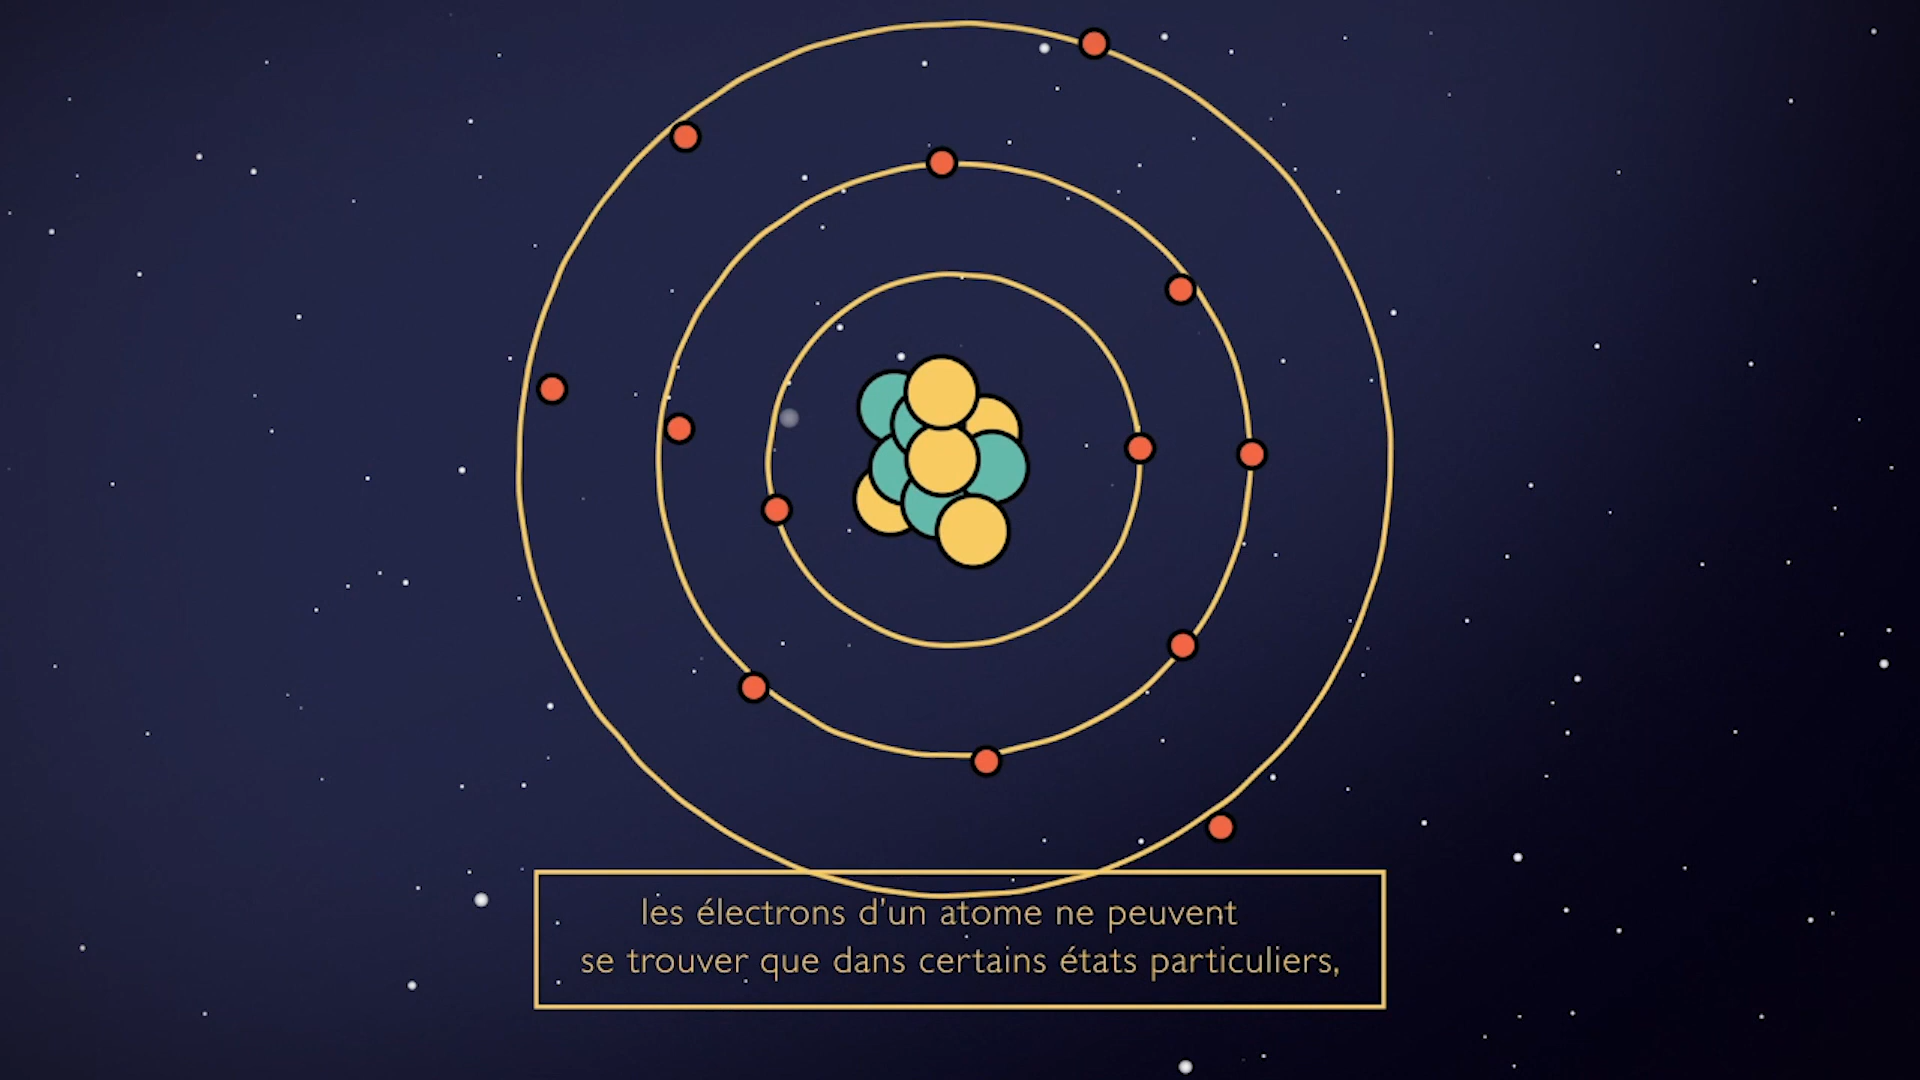 les électrons d’un atome ne peuvent
se trouver que dans certains états particuliers,